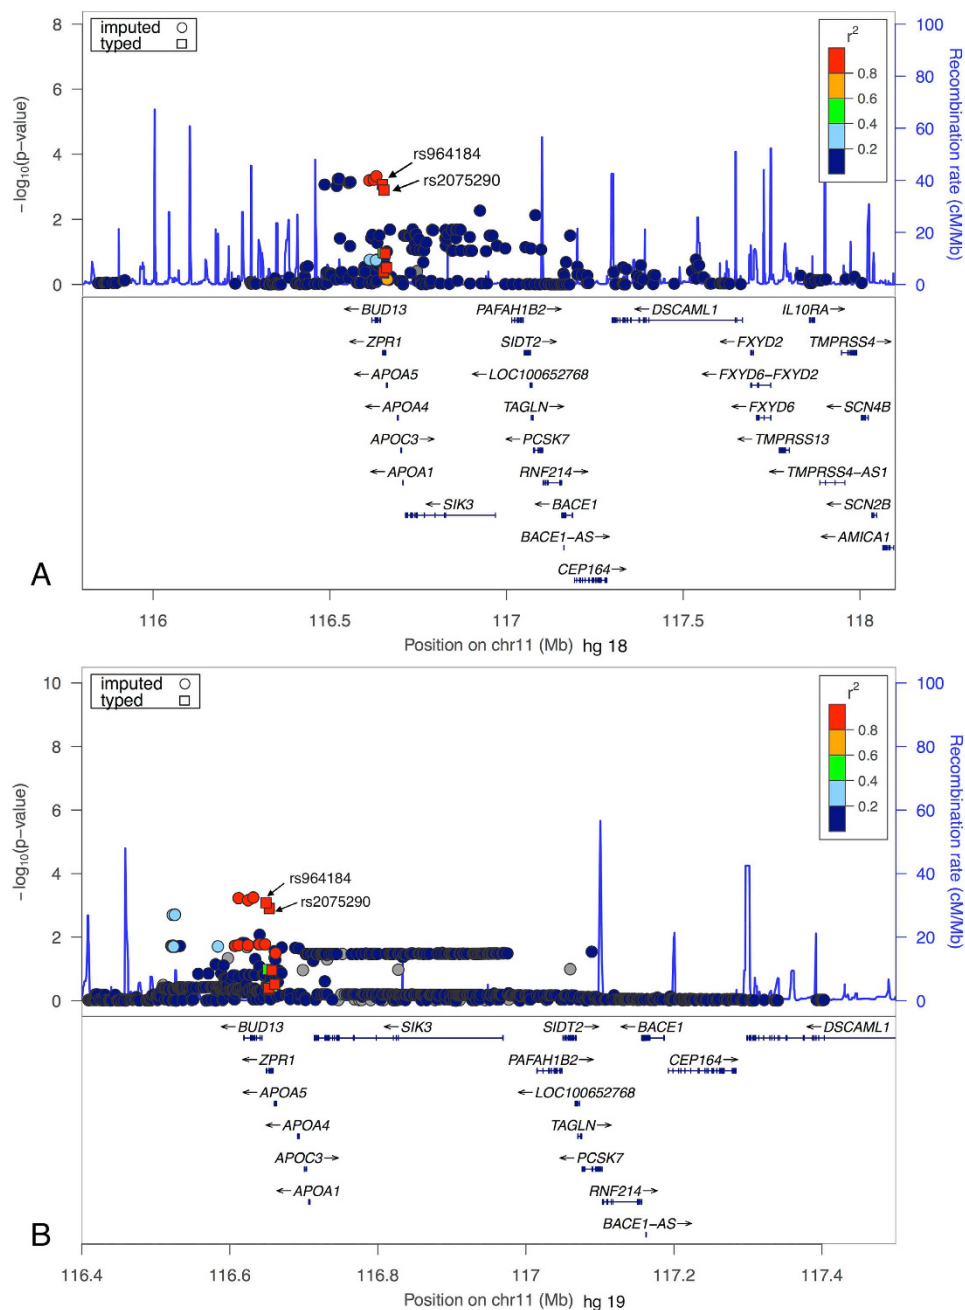 imputed ○
typed □
8
6
4
2
0
−log10(p−value)
100
80
60
40
20
0
Recombination rate (cM/Mb)
r2
0.8
0.6
0.4
0.2
rs964184
rs2075290
←BUD13 PAFAH1B2→ ←DSCAML1 IL10RA→
←ZPR1 SIDT2→ ←FXYD2 TMPRSS4→
←APOA5 ←LOC100652768 ←FXYD6−FXYD2
←APOA4 TAGLN→ ←FXYD6 ←SCN4B
APOC3→ ←PCSK7 ←TMPRSS13
←APOA1 RNF214→ ←TMPRSS4−AS1
←SIK3 ←BACE1 ←SCN2B
BACE1−AS→ ←AMICA1
CEP164→
A
116 116.5 117 117.5 118
Position on chr11 (Mb) hg 18
imputed ○
typed □
10
8
6
4
2
0
−log10(p−value)
100
80
60
40
20
0
Recombination rate (cM/Mb)
r2
0.8
0.6
0.4
0.2
rs964184
rs2075290
←BUD13 ←SIK3 SIDT2→ ←BACE1 ←DSCAML1
←ZPR1 PAFAH1B2→ CEP164→
←APOA5 ←LOC100652768
←APOA4 TAGLN→
APOC3→ ←PCSK7
←APOA1 RNF214→
BACE1−AS→
B
116.4 116.6 116.8 117 117.2 117.4
Position on chr11 (Mb) hg 19